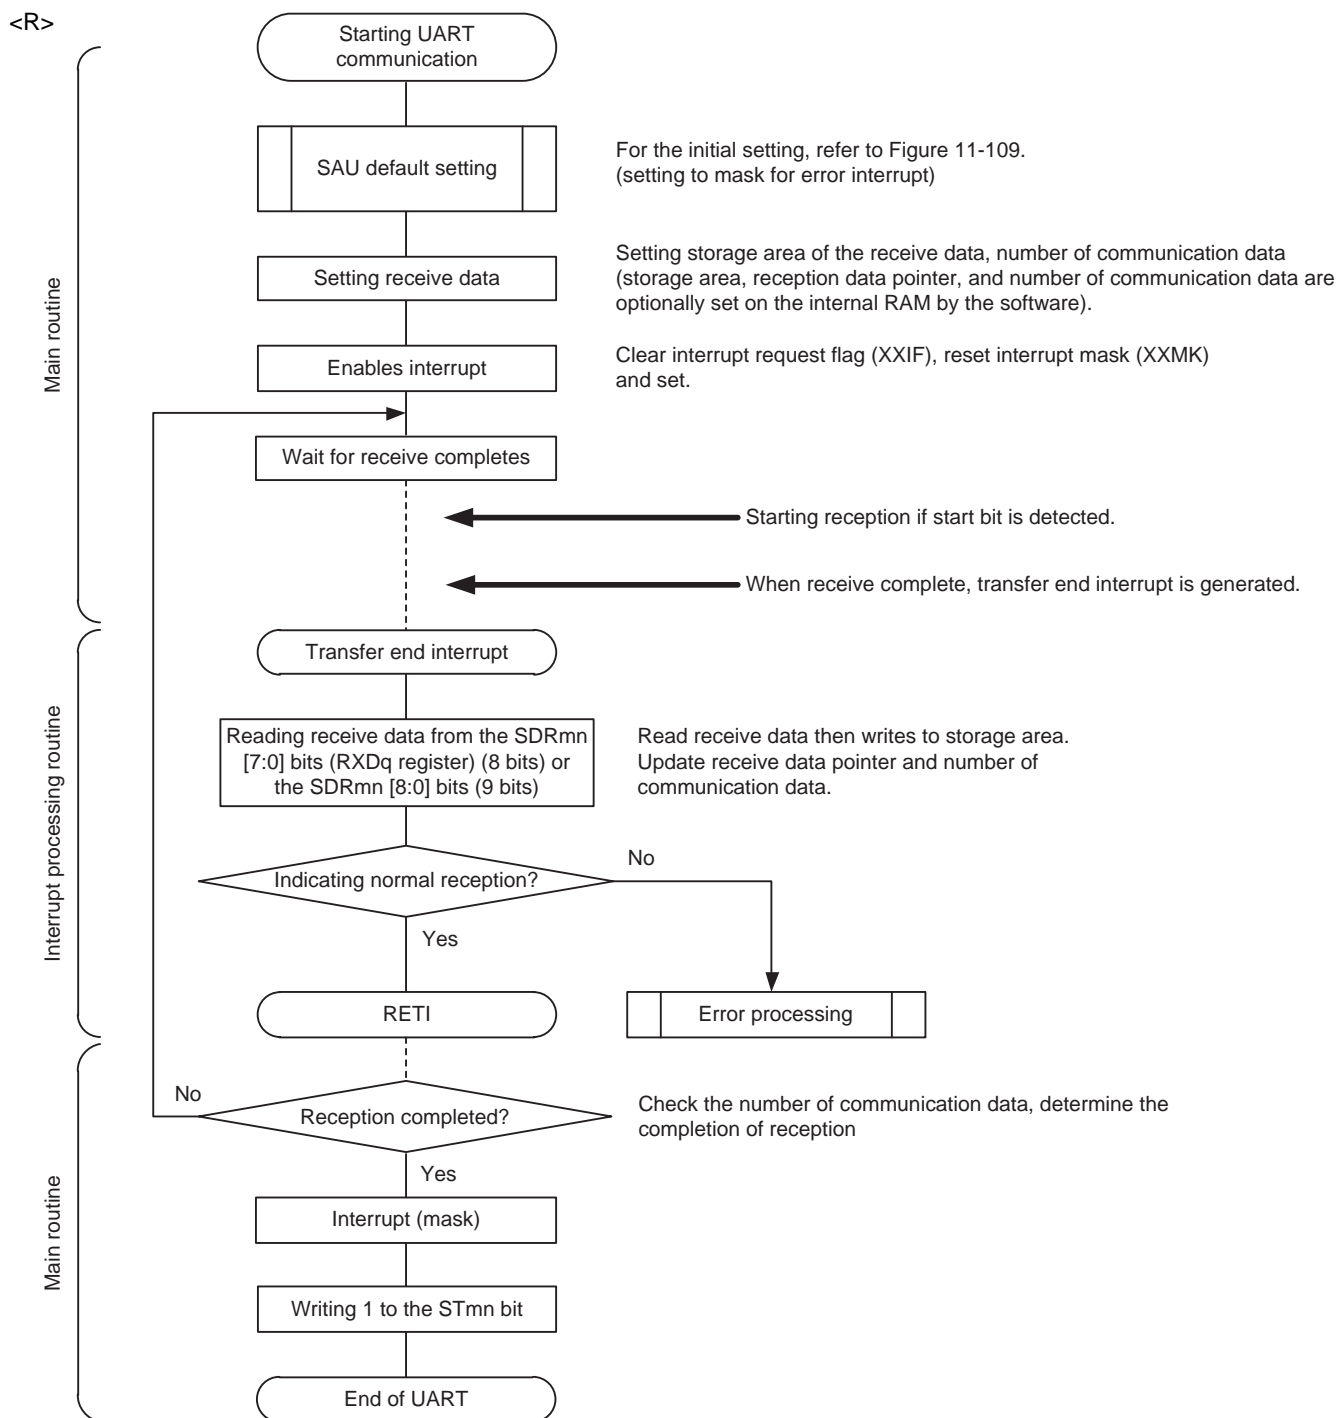 <R>
Starting UART
communication
Main routine
SAU default setting
For the initial setting, refer to Figure 11-109.
(setting to mask for error interrupt)
Setting receive data
Setting storage area of the receive data, number of communication data
(storage area, reception data pointer, and number of communication data are
optionally set on the internal RAM by the software).
Enables interrupt
Clear interrupt request flag (XXIF), reset interrupt mask (XXMK)
and set.
Wait for receive completes
Starting reception if start bit is detected.
When receive complete, transfer end interrupt is generated.
Interrupt processing routine
Transfer end interrupt
Reading receive data from the SDRmn
[7:0] bits (RXDq register) (8 bits) or
the SDRmn [8:0] bits (9 bits)
Read receive data then writes to storage area.
Update receive data pointer and number of
communication data.
Indicating normal reception?
No
Yes
RETI
Error processing
Main routine
No
Reception completed?
Check the number of communication data, determine the
completion of reception
Yes
Interrupt (mask)
Writing 1 to the STmn bit
End of UART